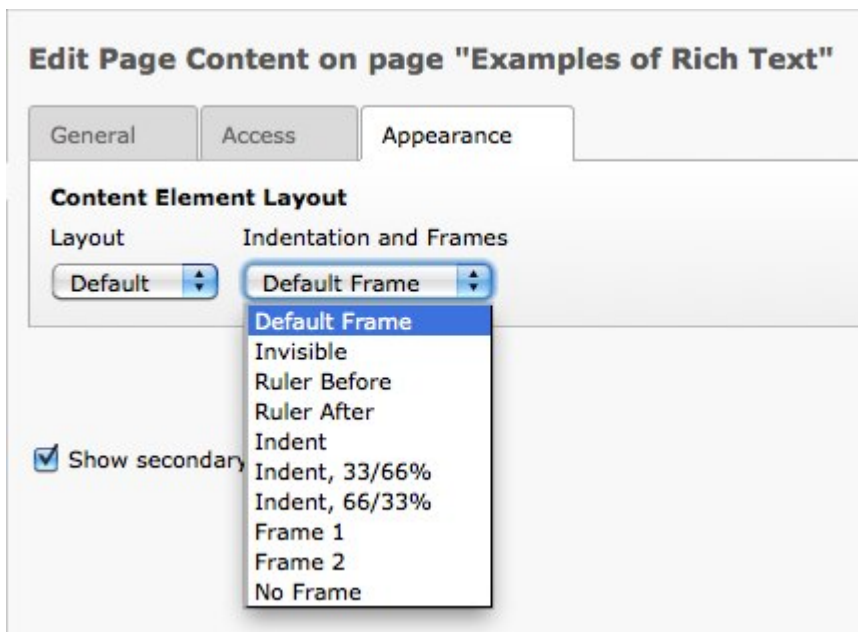 Edit Page Content on page "Examples of Rich Text"
General Access Appearance
Content Element Layout
Layout Indentation and Frames
Default Default Frame
Default Frame
Invisible
Ruler Before
Ruler After
Indent
Show secondary
Indent, 33/66%
Indent, 66/33%
Frame 1
Frame 2
No Frame